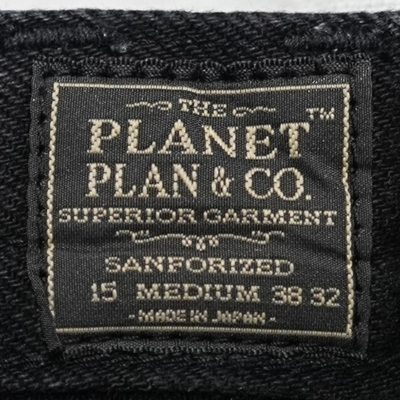 THE
PLANET ™
PLAN & CO.
SUPERIOR GARMENT
SANFORIZED
15 MEDIUM 38 32
- MADE IN JAPAN -